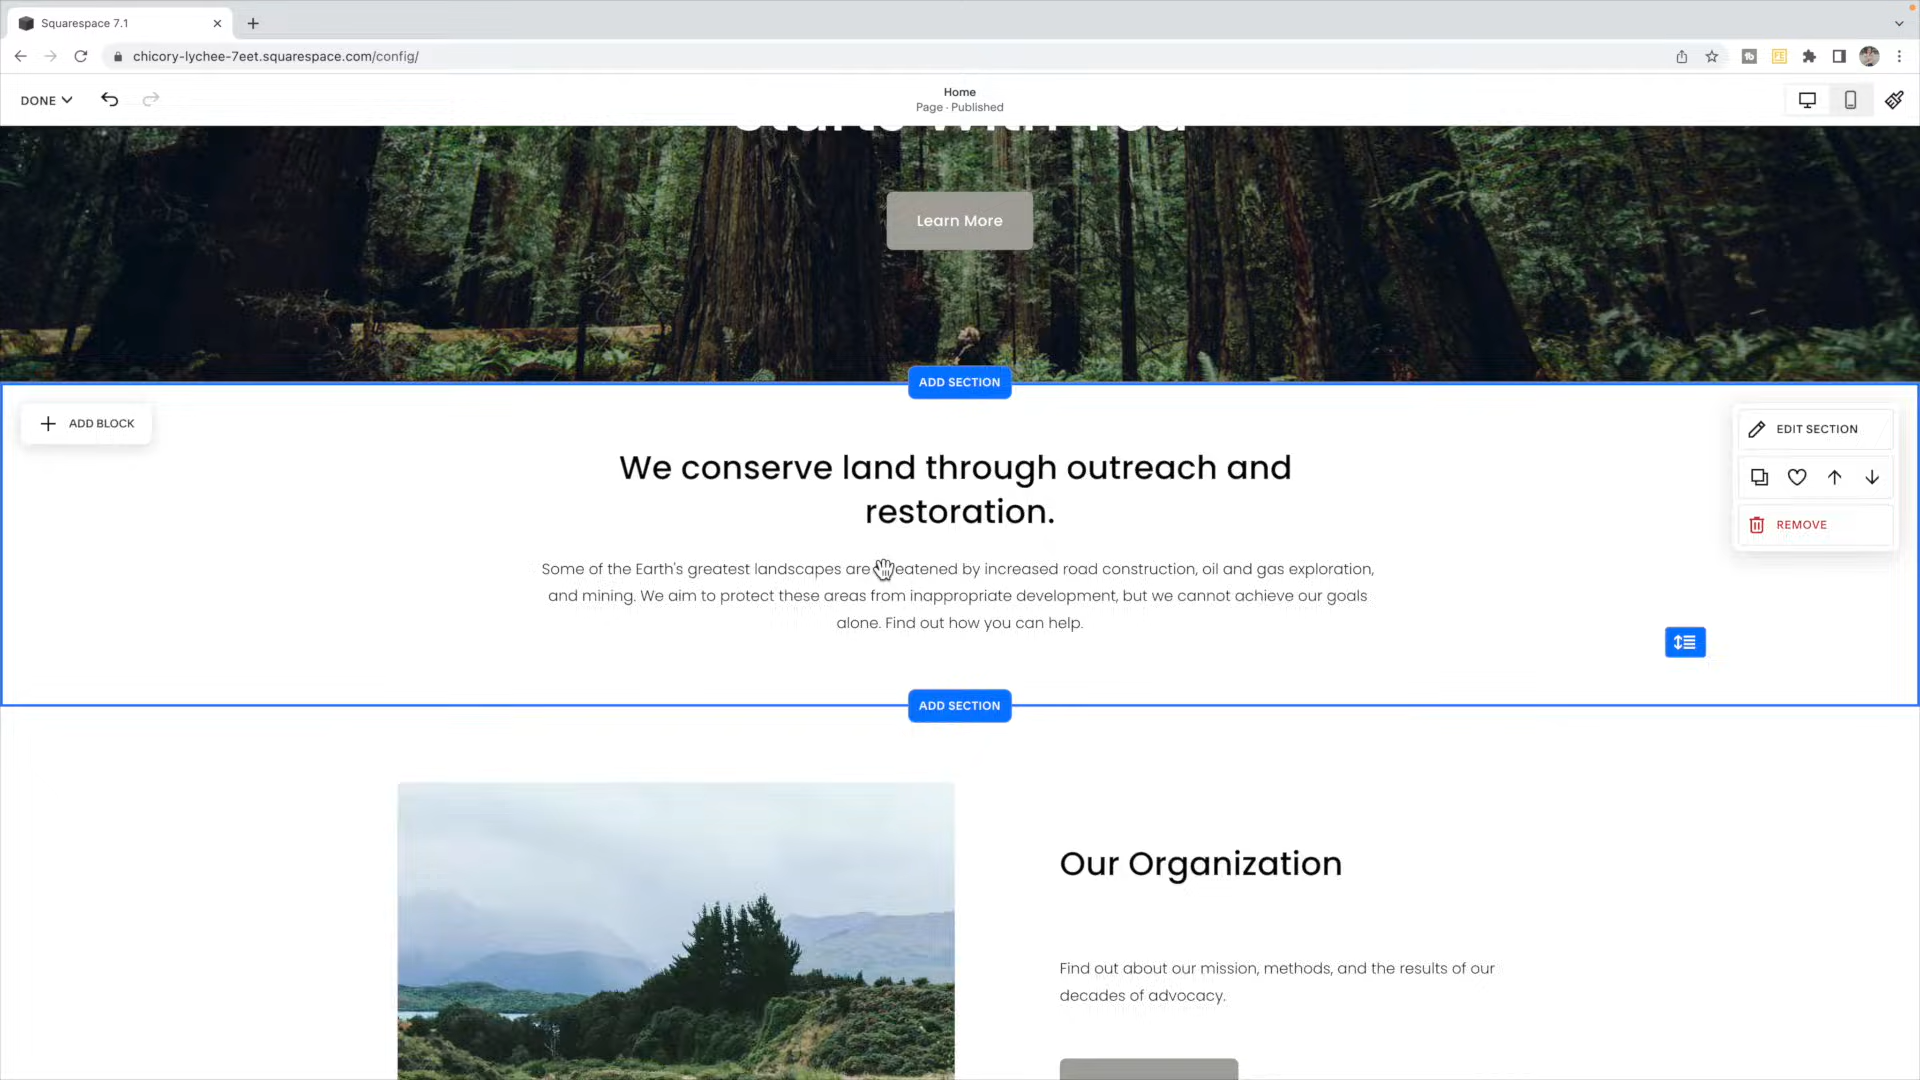 Squarespace 7.1
chicory-lychee-7eet.squarespace.com/config/
DONE
Home
Page · Published
Starts With You
Learn More
ADD SECTION
ADD BLOCK
EDIT SECTION
We conserve land through outreach and
restoration.
REMOVE
Some of the Earth's greatest landscapes are threatened by increased road construction, oil and gas exploration,
and mining. We aim to protect these areas from inappropriate development, but we cannot achieve our goals
alone. Find out how you can help.
ADD SECTION
Our Organization
Find out about our mission, methods, and the results of our
decades of advocacy.